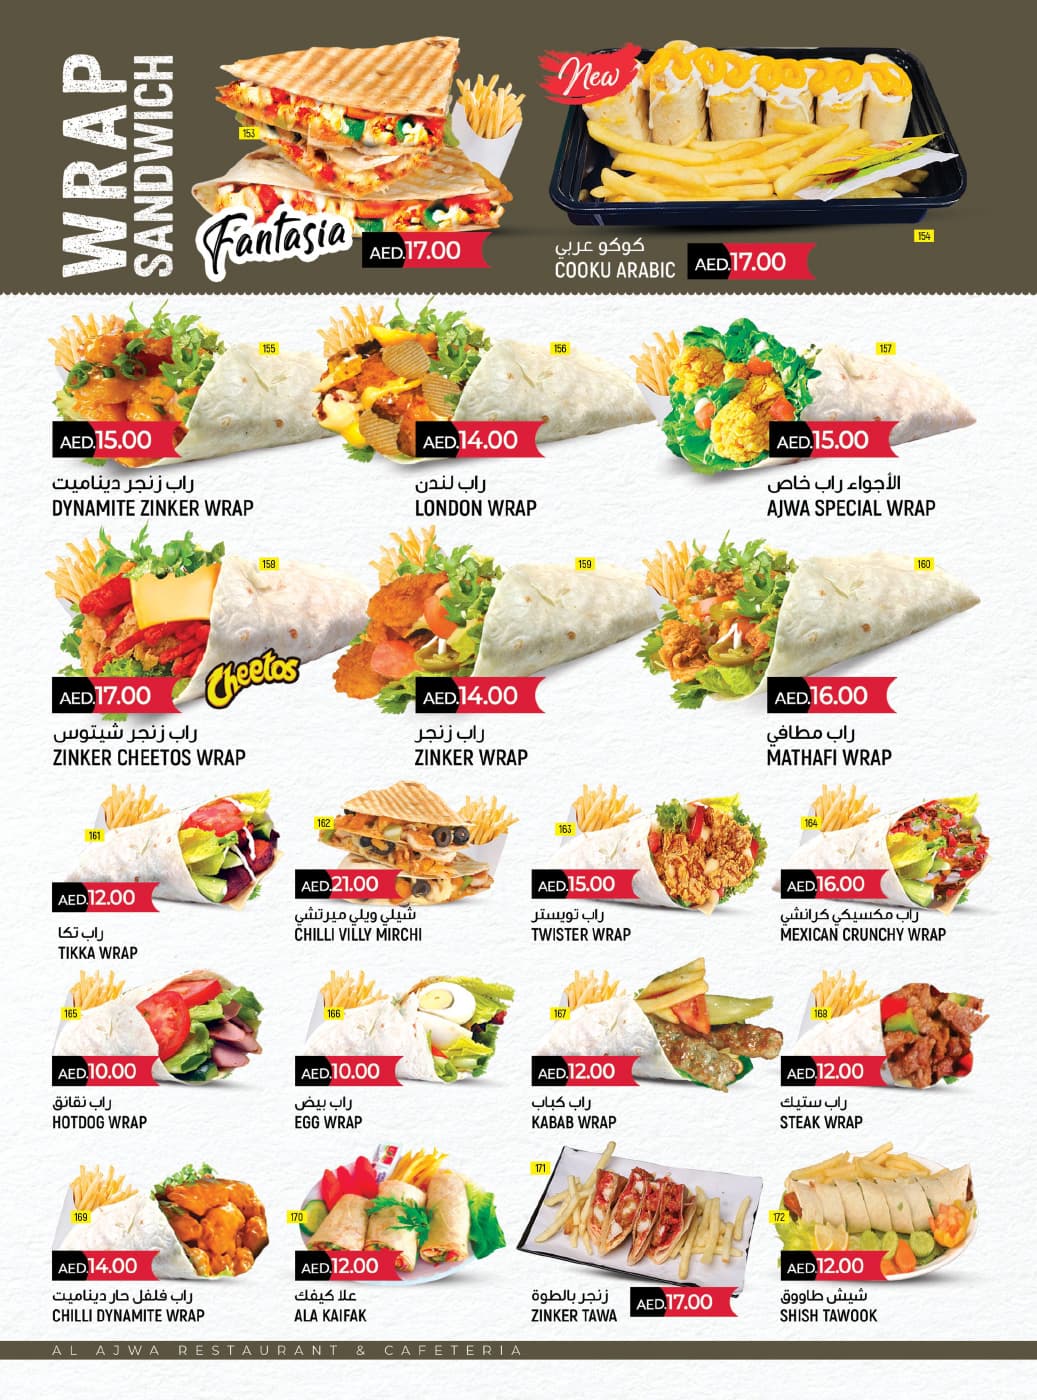 WRAP
SANDWICH
153
Fantasia
AED.17.00
New
154
كوكو عربي
COOKU ARABIC
AED.17.00
155
AED.15.00
راب زنجر ديناميت
DYNAMITE ZINKER WRAP
156
AED.14.00
راب لندن
LONDON WRAP
157
AED.15.00
الأجواء راب خاص
AJWA SPECIAL WRAP
158
Cheetos
AED.17.00
راب زنجر شيتوس
ZINKER CHEETOS WRAP
159
AED.14.00
راب زنجر
ZINKER WRAP
160
AED.16.00
راب مطافي
MATHAFI WRAP
161
AED.12.00
راب تكا
TIKKA WRAP
162
AED.21.00
شيلي ويلي ميرتشي
CHILLI VILLY MIRCHI
163
AED.15.00
راب تويستر
TWISTER WRAP
164
AED.16.00
راب مكسيكي كرانشي
MEXICAN CRUNCHY WRAP
165
AED.10.00
راب نقانق
HOTDOG WRAP
166
AED.10.00
راب بيض
EGG WRAP
167
AED.12.00
راب كباب
KABAB WRAP
168
AED.12.00
راب ستيك
STEAK WRAP
169
AED.14.00
راب فلفل حار ديناميت
CHILLI DYNAMITE WRAP
170
AED.12.00
علا كيفك
ALA KAIFAK
171
زنجر بالطوة
ZINKER TAWA
AED.17.00
172
AED.12.00
شيش طاووق
SHISH TAWOOK
AL AJWA RESTAURANT & CAFETERIA